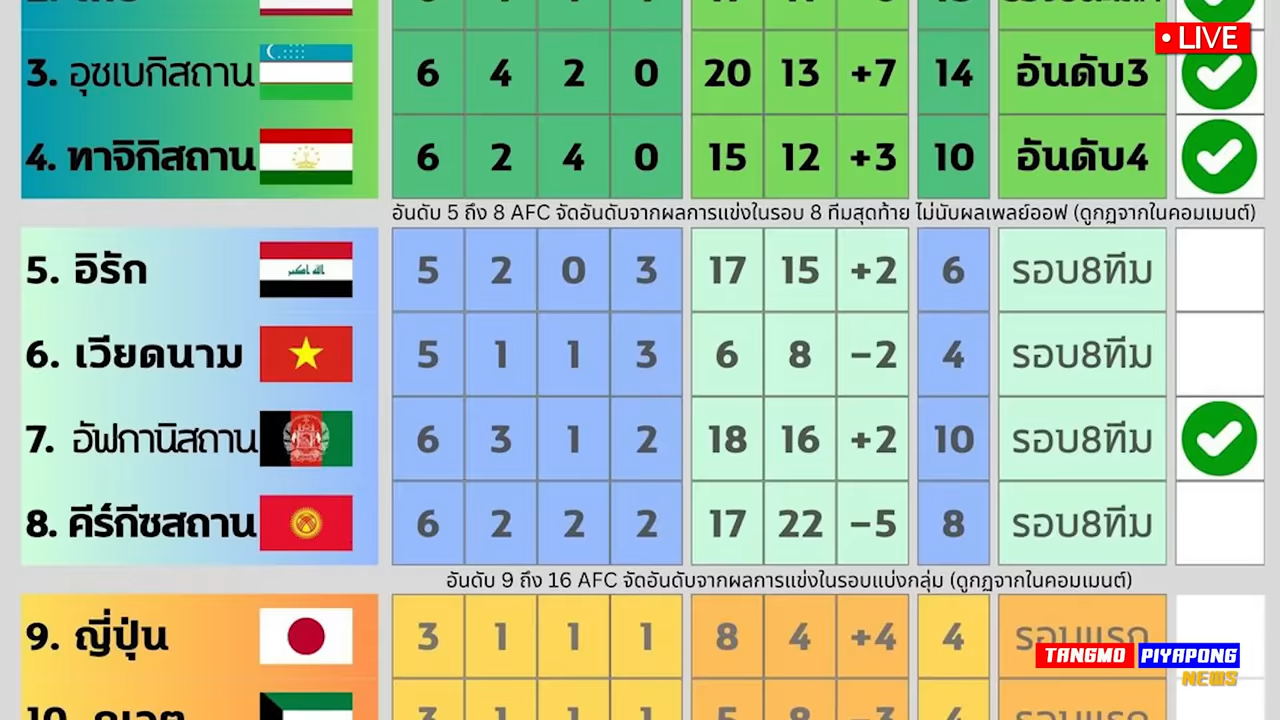 LIVE
3. อุซเบกิสถาน 6 4 2 0 20 13 +7 14 อันดับ3
4. ทาจิกิสถาน 6 2 4 0 15 12 +3 10 อันดับ4
อันดับ 5 ถึง 8 AFC จัดอันดับจากผลการแข่งในรอบ 8 ทีมสุดท้าย ไม่นับผลเพลย์ออฟ (ดูกฎจากในคอมเมนต์)
5. อิรัก 5 2 0 3 17 15 +2 6 รอบ8ทีม
6. เวียดนาม 5 1 1 3 6 8 −2 4 รอบ8ทีม
7. อัฟกานิสถาน 6 3 1 2 18 16 +2 10 รอบ8ทีม
8. คีร์กีซสถาน 6 2 2 2 17 22 −5 8 รอบ8ทีม
อันดับ 9 ถึง 16 AFC จัดอันดับจากผลการแข่งในรอบแบ่งกลุ่ม (ดูกฎจากในคอมเมนต์)
9. ญี่ปุ่น 3 1 1 1 8 4 +4 4 รอบแรก
TANGMO PIYAPONG
NEWS